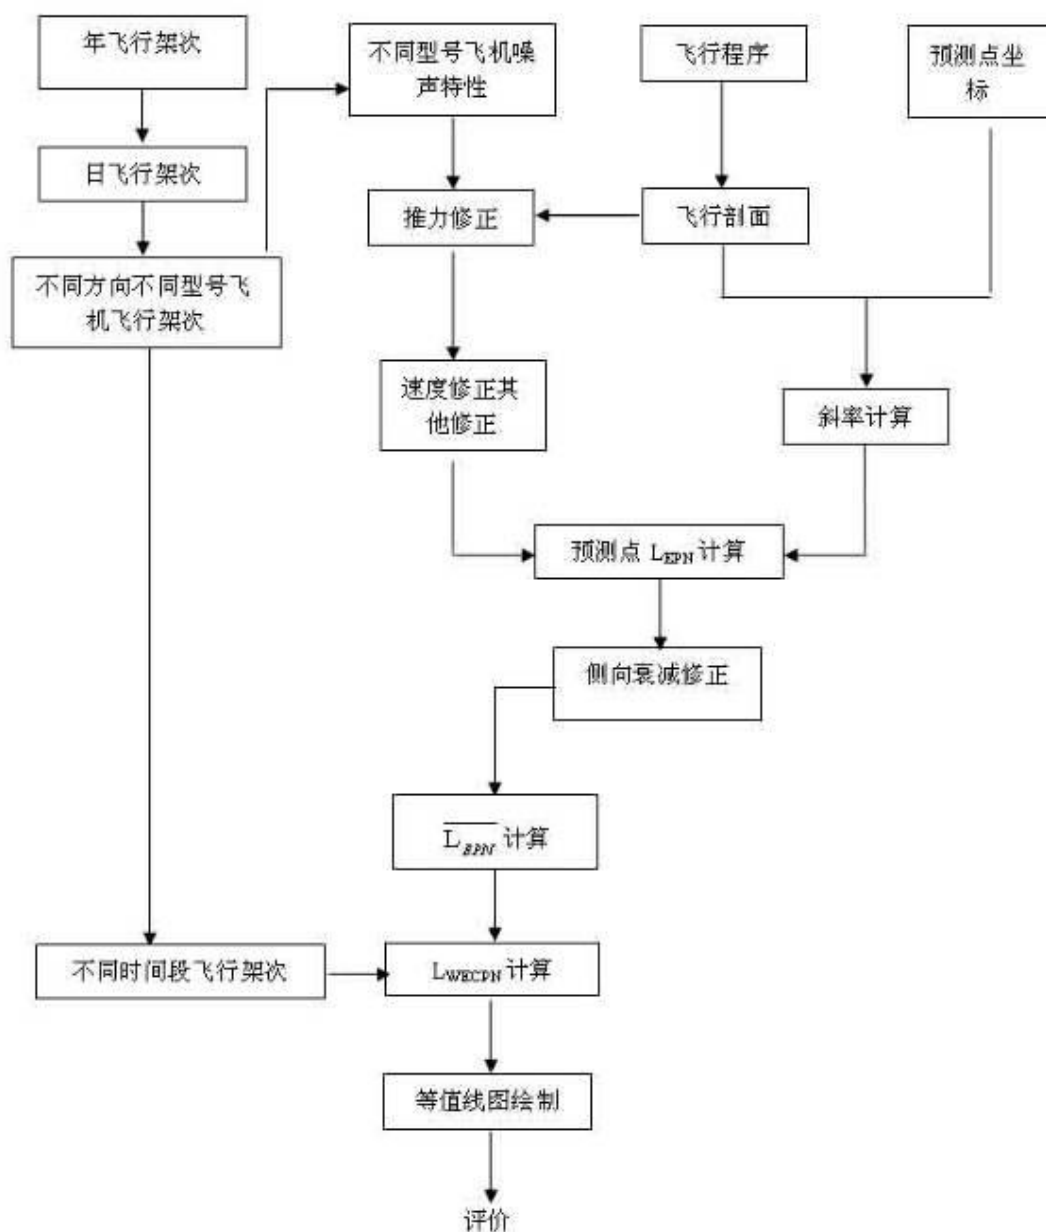 年飞行架次
不同型号飞机噪
声特性
飞行程序
预测点坐
标
日飞行架次
推力修正
飞行剖面
不同方向不同型号飞
机飞行架次
速度修正其
他修正
斜率计算
预测点 LEPN 计算
侧向衰减修正
LEPN 计算
不同时间段飞行架次
LWECPN 计算
等值线图绘制
评价